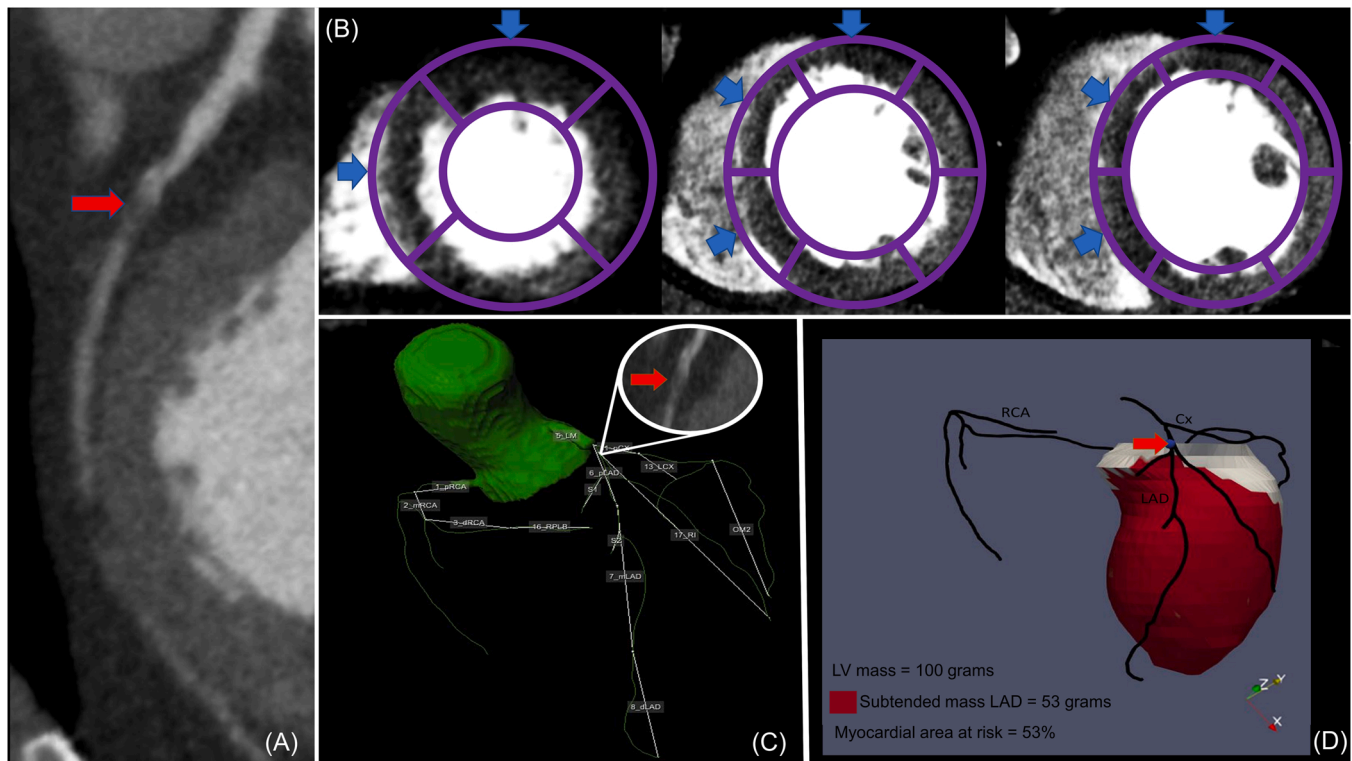 (A)
(B)
5_LM
11_pCX
6_pLAD
13_LCX
S1
1_pRCA
2_mRCA
3_dRCA
16_RPLB
S2
17_RI
OM2
7_mLAD
8_dLAD
(C)
RCA
Cx
LAD
LV mass = 100 grams
Subtended mass LAD = 53 grams
Myocardial area at risk = 53%
Z
Y
X
(D)